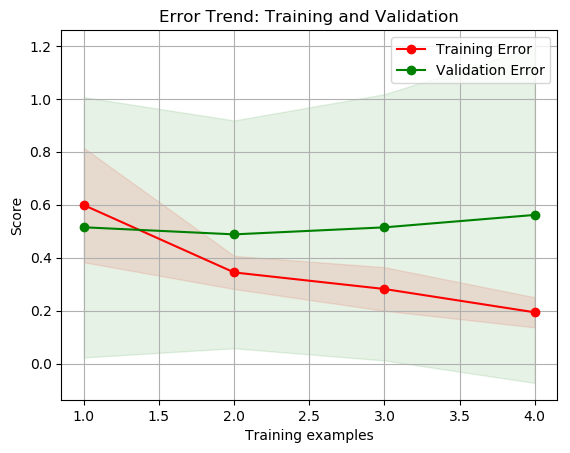 Error Trend: Training and Validation
Training Error
Validation Error
1.2
1.0
0.8
0.6
0.4
0.2
0.0
Score
1.0 1.5 2.0 2.5 3.0 3.5 4.0
Training examples